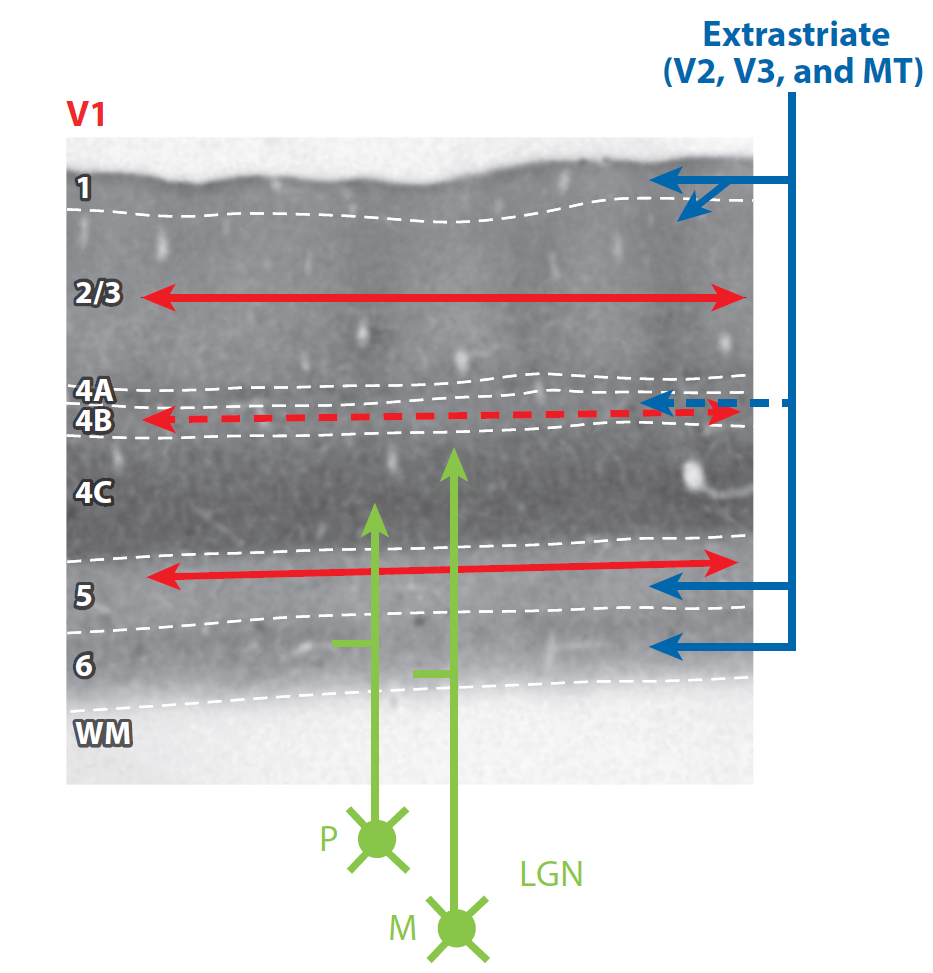 Extrastriate
(V2, V3, and MT)
V1
1
2/3
4A
4B
4C
5
6
WM
P
LGN
M